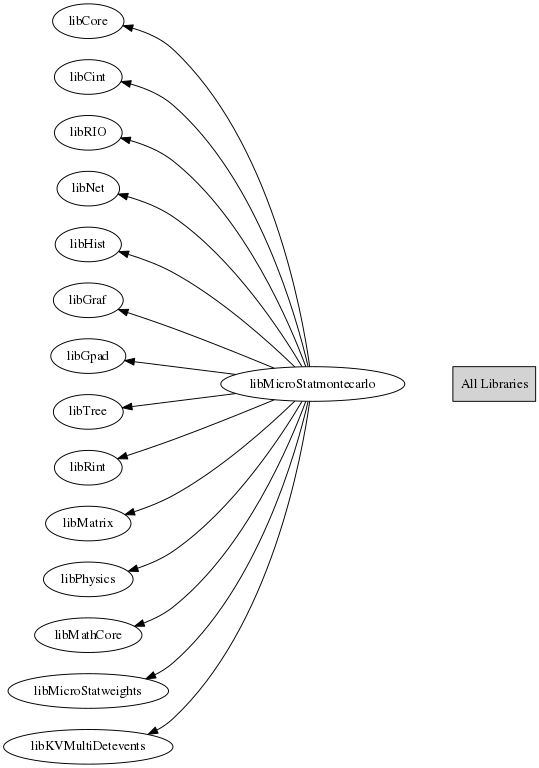 libCore
libCint
libRIO
libNet
libHist
libGraf
libGpad
libMicroStatmontecarlo
All Libraries
libTree
libRint
libMatrix
libPhysics
libMathCore
libMicroStatweights
libKVMultiDetevents